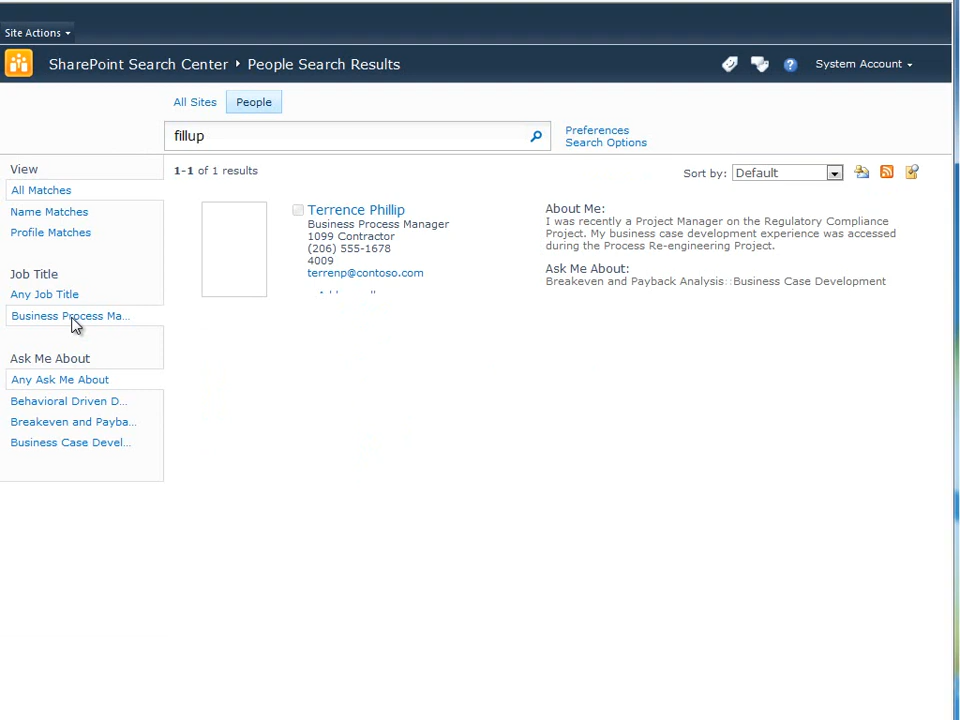 Site Actions
SharePoint Search Center People Search Results
System Account
All Sites People
fillup
Preferences
Search Options
View
All Matches
Name Matches
Profile Matches
Job Title
Any Job Title
Business Process Ma...
Ask Me About
Any Ask Me About
Behavioral Driven D...
Breakeven and Payba...
Business Case Devel...
1-1 of 1 results
Sort by: Default
Terrence Phillip
Business Process Manager
1099 Contractor
(206) 555-1678
4009
terrenp@contoso.com
About Me:
I was recently a Project Manager on the Regulatory Compliance
Project. My business case development experience was accessed
during the Process Re-engineering Project.
Ask Me About:
Breakeven and Payback Analysis::Business Case Development